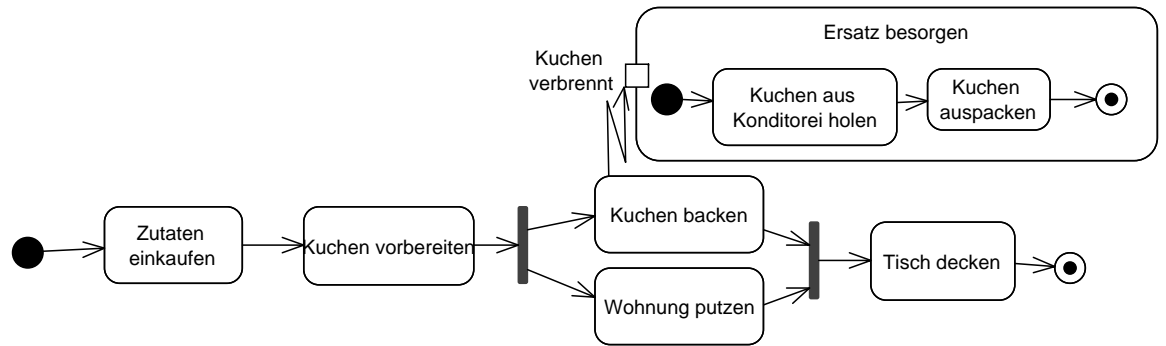 Ersatz besorgen
Kuchen
verbrennt
Kuchen aus
Konditorei holen
Kuchen
auspacken
Zutaten
einkaufen
Kuchen vorbereiten
Kuchen backen
Wohnung putzen
Tisch decken